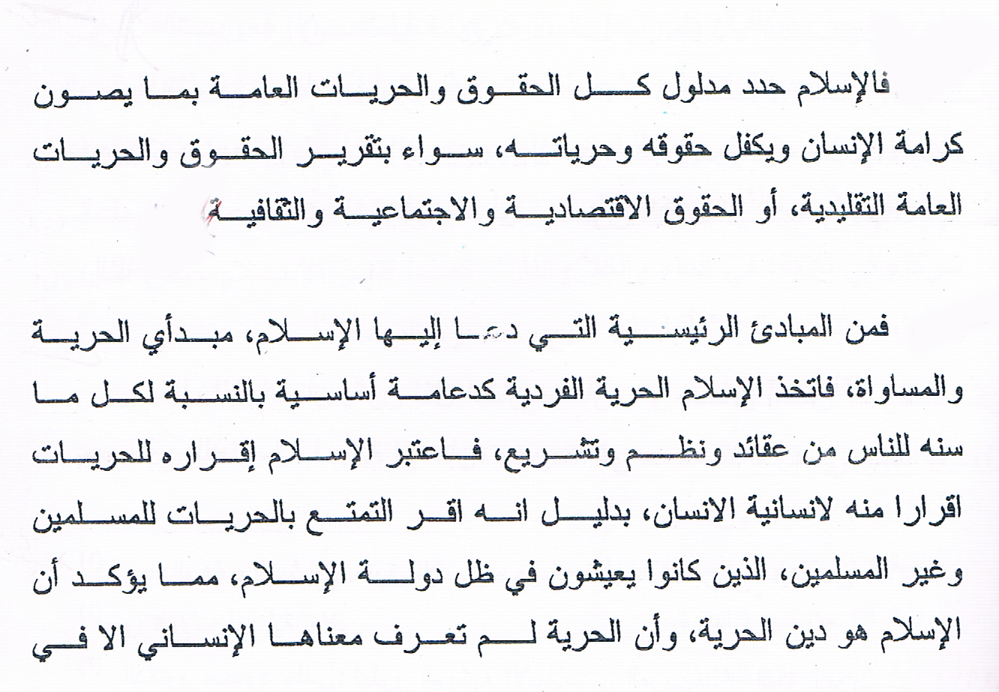 فالإسلام حدد مدلول كل الحقوق والحريات العامة بما يصون
كرامة الإنسان ويكفل حقوقه وحرياته، سواء بتقرير الحقوق والحريات
العامة التقليدية، أو الحقوق الاقتصادية والاجتماعية والثقافية
فمن المبادئ الرئيسية التي دعا إليها الإسلام، مبدأي الحرية
والمساواة، فاتخذ الإسلام الحرية الفردية كدعامة أساسية بالنسبة لكل ما
سنه للناس من عقائد ونظم وتشريع، فاعتبر الإسلام إقراره للحريات
اقرارا منه لانسانية الانسان، بدليل انه اقر التمتع بالحريات للمسلمين
وغير المسلمين، الذين كانوا يعيشون في ظل دولة الإسلام، مما يؤكد أن
الإسلام هو دين الحرية، وأن الحرية لم تعرف معناها الإنساني الا في